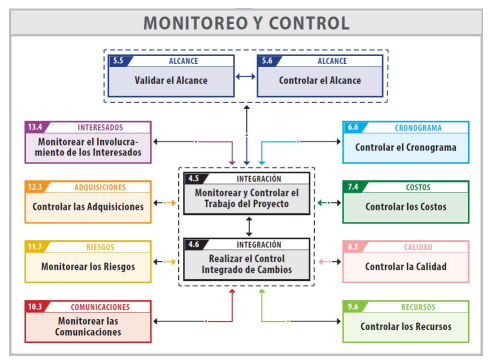 MONITOREO Y CONTROL
5.5 ALCANCE
Validar el Alcance
5.6 ALCANCE
Controlar el Alcance
13.4 INTERESADOS
Monitorear el Involucra-
miento de los Interesados
6.6 CRONOGRAMA
Controlar el Cronograma
4.5 INTEGRACIÓN
Monitorear y Controlar el
Trabajo del Proyecto
12.3 ADQUISICIONES
Controlar las Adquisiciones
7.4 COSTOS
Controlar los Costos
4.6 INTEGRACIÓN
Realizar el Control
Integrado de Cambios
11.7 RIESGOS
Monitorear los Riesgos
8.3 CALIDAD
Controlar la Calidad
10.3 COMUNICACIONES
Monitorear las
Comunicaciones
9.6 RECURSOS
Controlar los Recursos